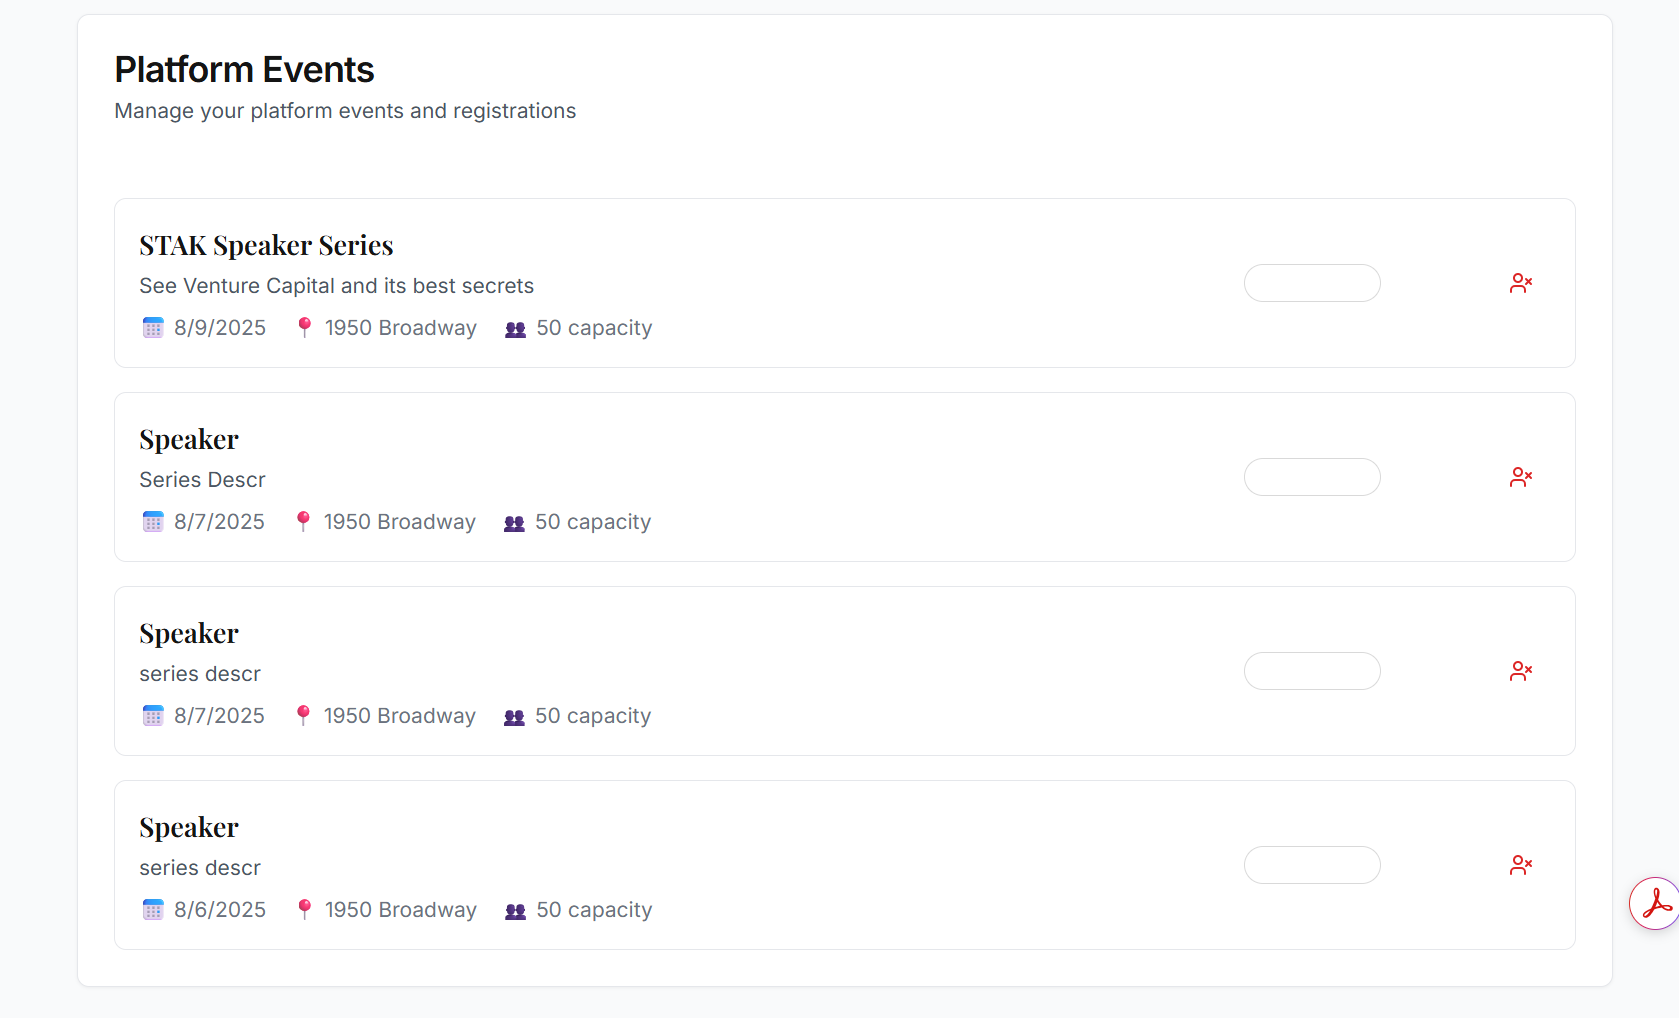 Platform Events
Manage your platform events and registrations
STAK Speaker Series
See Venture Capital and its best secrets
8/9/2025 1950 Broadway 50 capacity
Speaker
Series Descr
8/7/2025 1950 Broadway 50 capacity
Speaker
series descr
8/7/2025 1950 Broadway 50 capacity
Speaker
series descr
8/6/2025 1950 Broadway 50 capacity